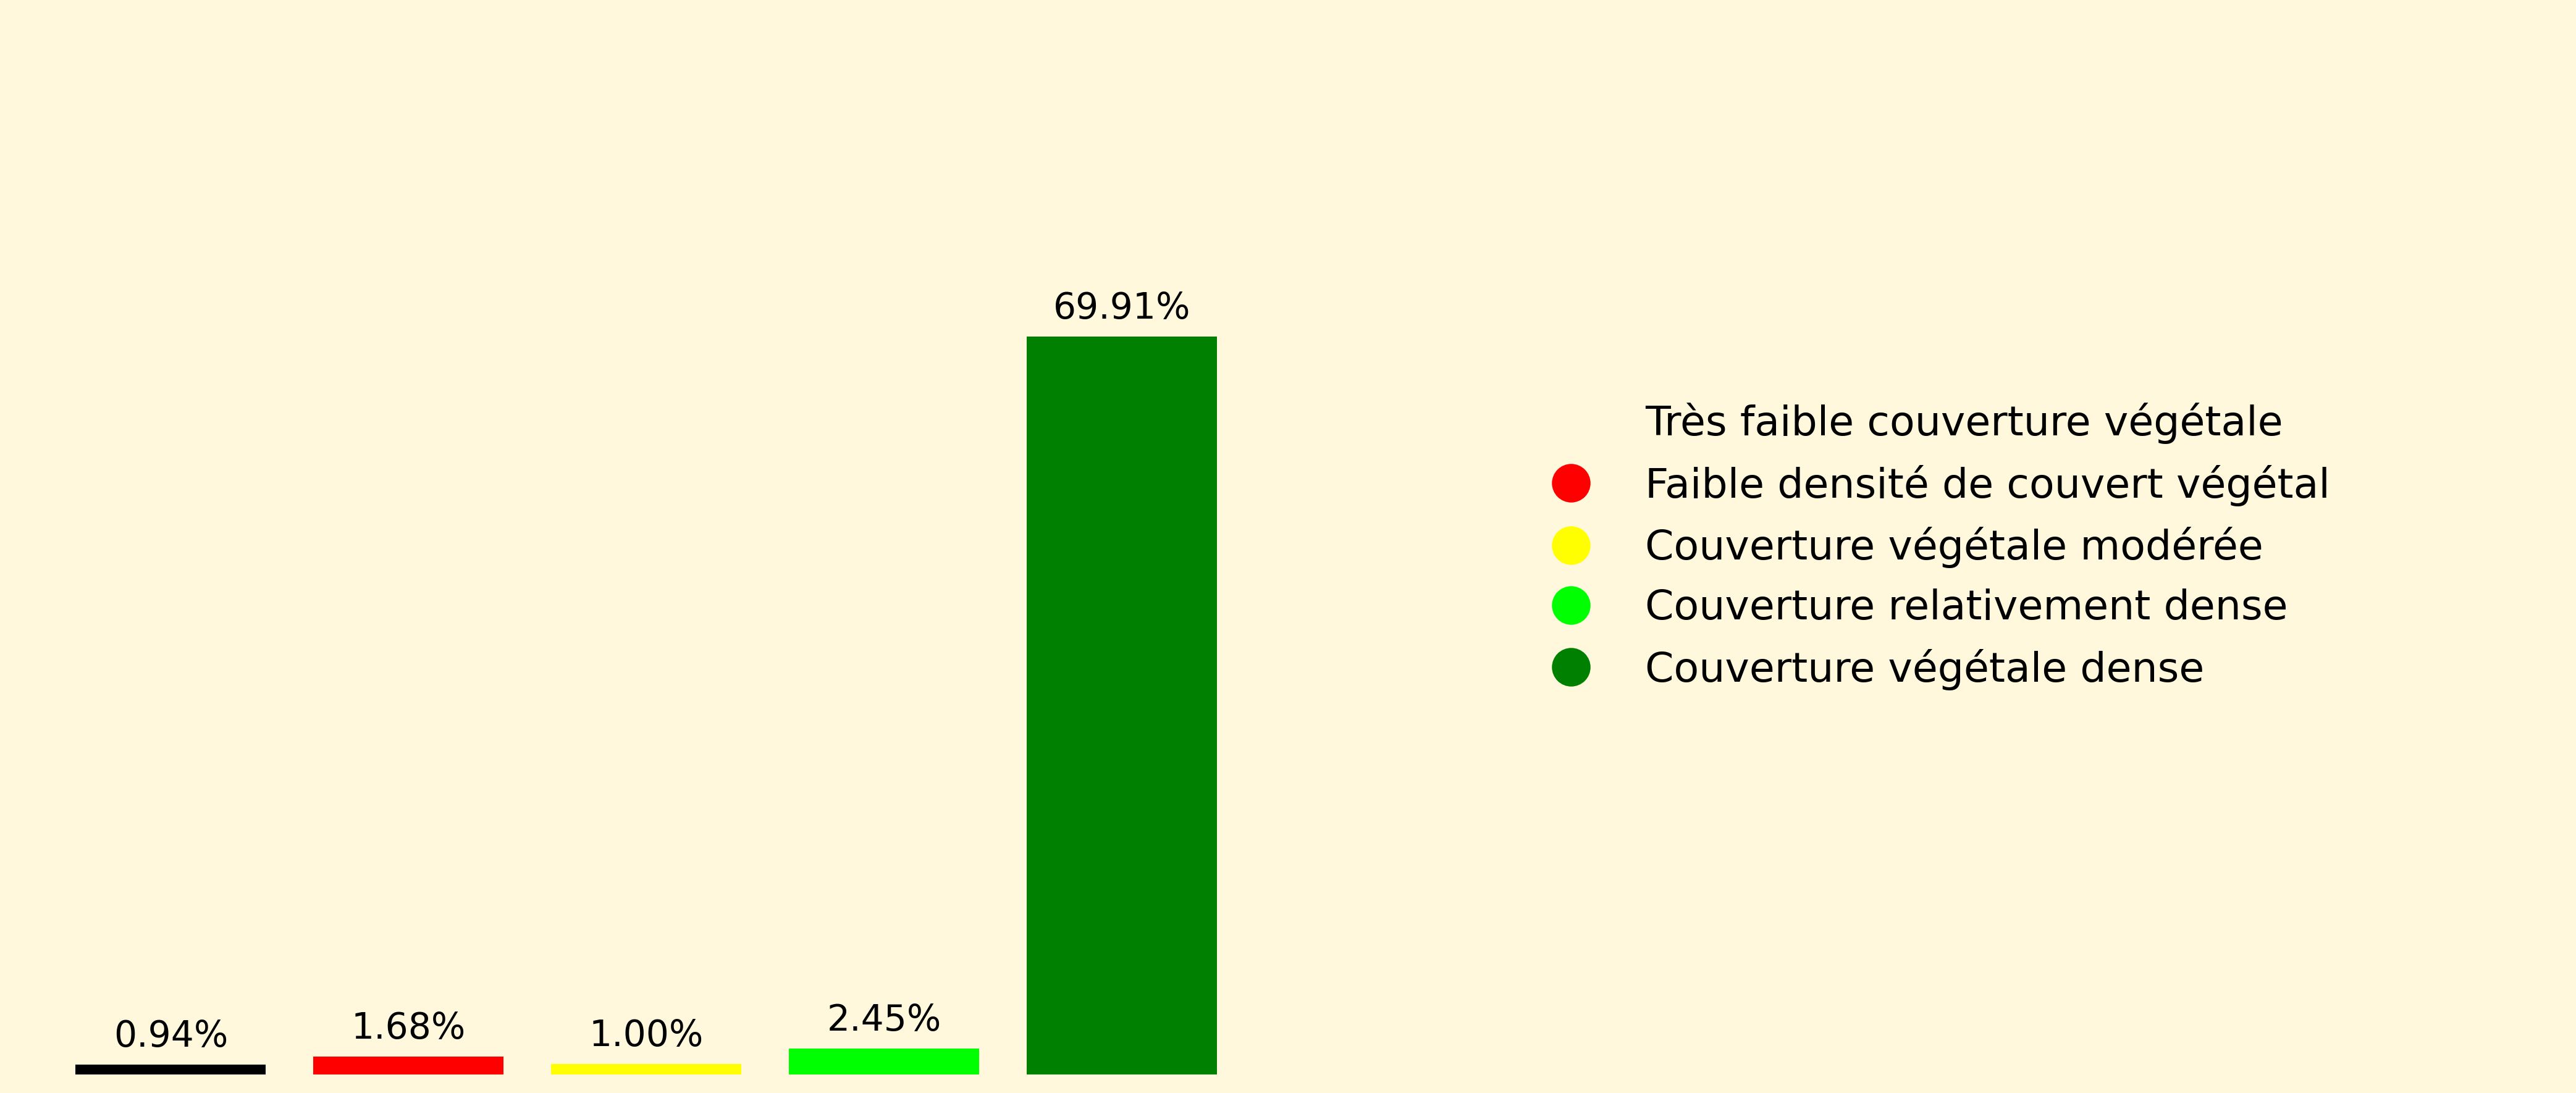 69.91%
2.45%
1.68%
1.00%
0.94%
Très faible couverture végétale
Faible densité de couvert végétal
Couverture végétale modérée
Couverture relativement dense
Couverture végétale dense